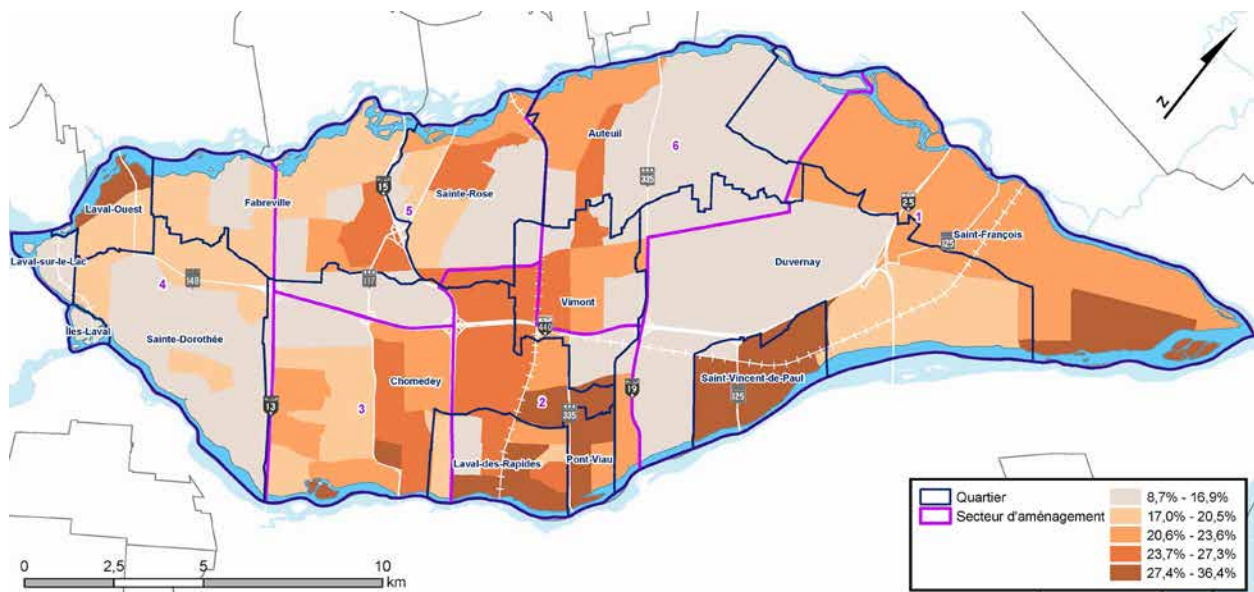 N
Auteuil
6
335
Sainte-Rose
15
5
Fabreville
Laval-Ouest
25
1
Saint-François
125
Duvernay
Laval-sur-le-Lac
4
148
117
Vimont
440
Îles-Laval
Sainte-Dorothée
Chomedey
Saint-Vincent-de-Paul
13
3
2
335
19
125
Laval-des-Rapides
Pont-Viau
Quartier
Secteur d'aménagement
8,7% - 16,9%
17,0% - 20,5%
20,6% - 23,6%
23,7% - 27,3%
27,4% - 36,4%
0 2,5 5 10
km